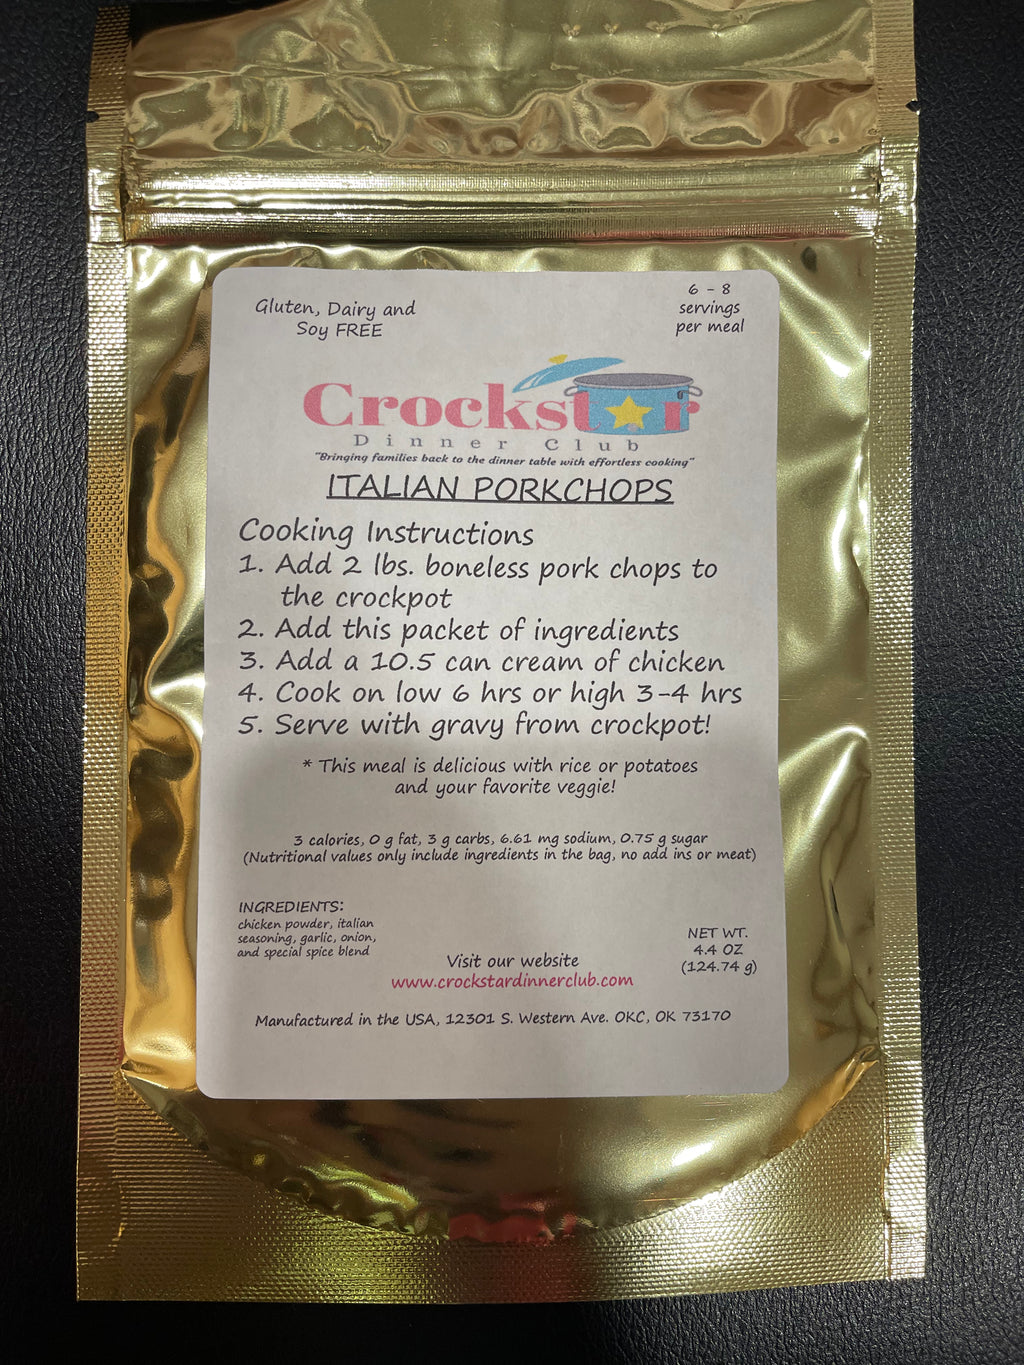 Gluten, Dairy and
Soy FREE
6 - 8
servings
per meal
Crockstar
Dinner Club
"Bringing families back to the dinner table with effortless cooking"
ITALIAN PORKCHOPS
Cooking Instructions
1. Add 2 lbs. boneless pork chops to
the crockpot
2. Add this packet of ingredients
3. Add a 10.5 can cream of chicken
4. Cook on low 6 hrs or high 3-4 hrs
5. Serve with gravy from crockpot!
* This meal is delicious with rice or potatoes
and your favorite veggie!
3 calories, 0 g fat, 3 g carbs, 6.61 mg sodium, 0.75 g sugar
(Nutritional values only include ingredients in the bag, no add ins or meat)
INGREDIENTS:
chicken powder, italian
seasoning, garlic, onion,
and special spice blend
Visit our website
www.crockstardinnerclub.com
NET WT.
4.4 OZ
(124.74 g)
Manufactured in the USA, 12301 S. Western Ave. OKC, OK 73170